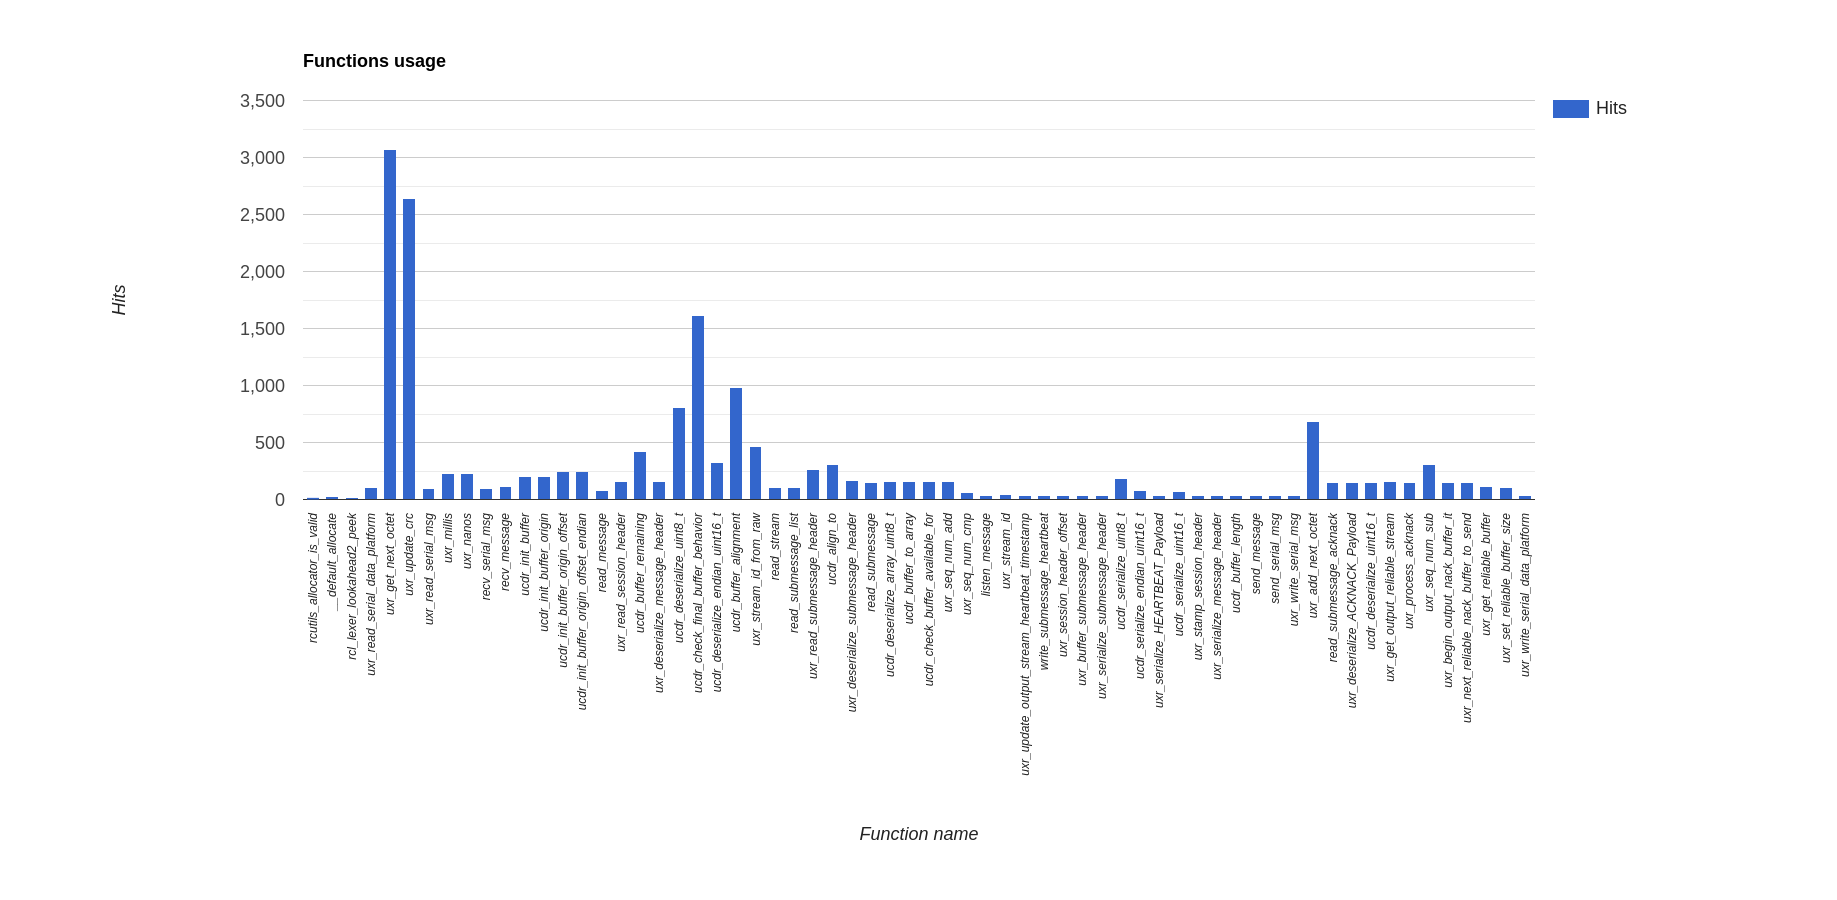 Functions usage
3,500
3,000
2,500
2,000
1,500
1,000
500
0
Hits
Hits
rcutils_allocator_is_valid
__default_allocate
rcl_lexer_lookahead2_peek
uxr_read_serial_data_platform
uxr_get_next_octet
uxr_update_crc
uxr_read_serial_msg
uxr_millis
uxr_nanos
recv_serial_msg
recv_message
ucdr_init_buffer
ucdr_init_buffer_origin
ucdr_init_buffer_origin_offset
ucdr_init_buffer_origin_offset_endian
read_message
uxr_read_session_header
ucdr_buffer_remaining
uxr_deserialize_message_header
ucdr_deserialize_uint8_t
ucdr_check_final_buffer_behavior
ucdr_deserialize_endian_uint16_t
ucdr_buffer_alignment
uxr_stream_id_from_raw
read_stream
read_submessage_list
uxr_read_submessage_header
ucdr_align_to
uxr_deserialize_submessage_header
read_submessage
ucdr_deserialize_array_uint8_t
ucdr_buffer_to_array
ucdr_check_buffer_available_for
uxr_seq_num_add
uxr_seq_num_cmp
listen_message
uxr_stream_id
uxr_update_output_stream_heartbeat_timestamp
write_submessage_heartbeat
uxr_session_header_offset
uxr_buffer_submessage_header
uxr_serialize_submessage_header
ucdr_serialize_uint8_t
ucdr_serialize_endian_uint16_t
uxr_serialize_HEARTBEAT_Payload
ucdr_serialize_uint16_t
uxr_stamp_session_header
uxr_serialize_message_header
ucdr_buffer_length
send_message
send_serial_msg
uxr_write_serial_msg
uxr_add_next_octet
read_submessage_acknack
uxr_deserialize_ACKNACK_Payload
ucdr_deserialize_uint16_t
uxr_get_output_reliable_stream
uxr_process_acknack
uxr_seq_num_sub
uxr_begin_output_nack_buffer_it
uxr_next_reliable_nack_buffer_to_send
uxr_get_reliable_buffer
uxr_set_reliable_buffer_size
uxr_write_serial_data_platform
Function name